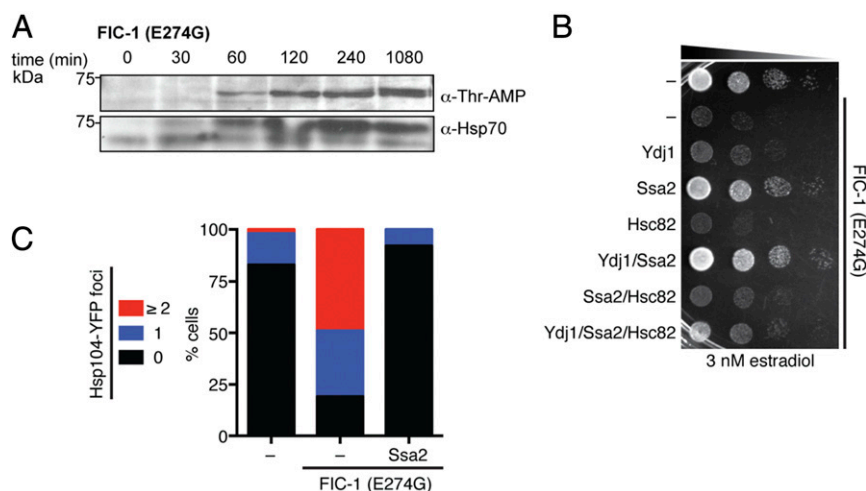 A
FIC-1 (E274G)
time (min) 0 30 60 120 240 1080
kDa
75
α-Thr-AMP
75
α-Hsp70
B
–
–
Ydj1
Ssa2
Hsc82
Ydj1/Ssa2
Ssa2/Hsc82
Ydj1/Ssa2/Hsc82
FIC-1 (E274G)
3 nM estradiol
C
Hsp104-YFP foci
≥ 2
1
0
% cells
100
75
50
25
0
– – Ssa2
FIC-1 (E274G)